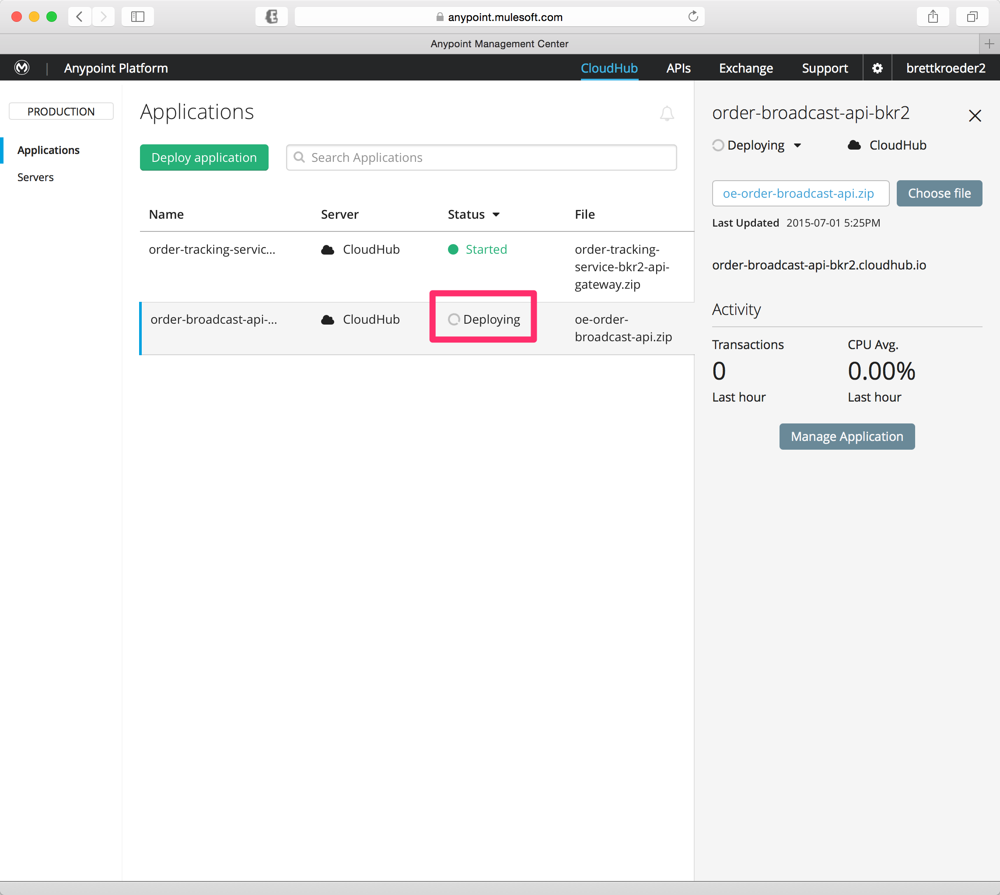 anypoint.mulesoft.com
Anypoint Management Center
Anypoint Platform
CloudHub
APIs
Exchange
Support
brettkroeder2
PRODUCTION
Applications
Servers
Applications
Deploy application
Search Applications
Name Server Status File
order-tracking-servic... CloudHub Started order-tracking-
service-bkr2-api-
gateway.zip
order-broadcast-api-... CloudHub Deploying oe-order-
broadcast-api.zip
order-broadcast-api-bkr2
Deploying CloudHub
oe-order-broadcast-api.zip Choose file
Last Updated 2015-07-01 5:25PM
order-broadcast-api-bkr2.cloudhub.io
Activity
Transactions CPU Avg.
0 0.00%
Last hour Last hour
Manage Application